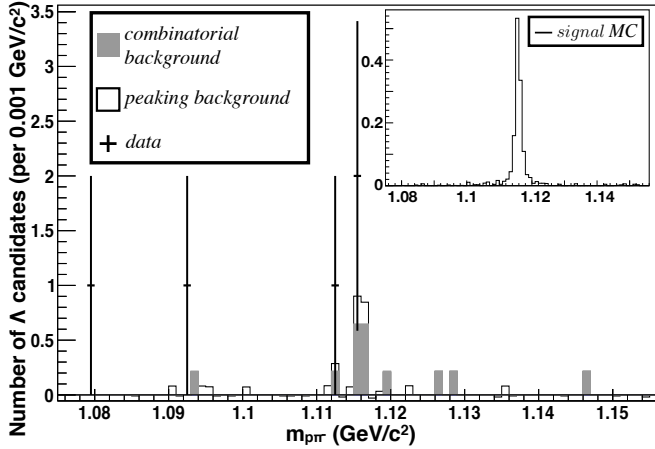 Number of Λ candidates (per 0.001 GeV/c²)
3.5
3
2.5
2
1.5
1
0.5
0
combinatorial
background
peaking background
data
signal MC
0.4
0.2
0
1.08 1.1 1.12 1.14
1.08 1.09 1.1 1.11 1.12 1.13 1.14 1.15
m_pπ⁻ (GeV/c²)